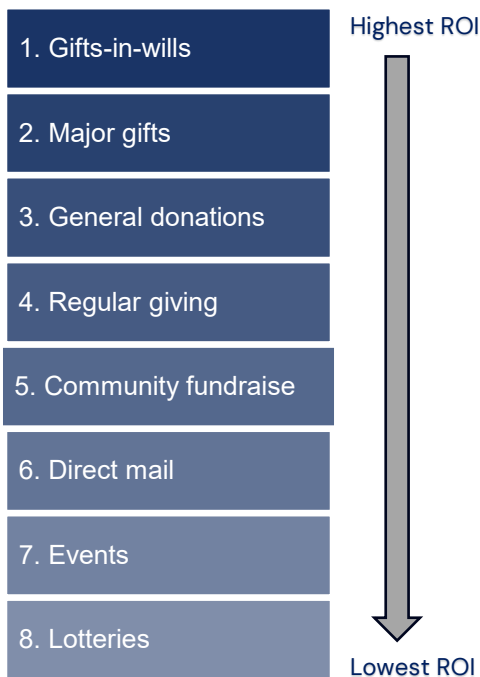 Highest ROI
1. Gifts-in-wills
2. Major gifts
3. General donations
4. Regular giving
5. Community fundraise
6. Direct mail
7. Events
8. Lotteries
Lowest ROI